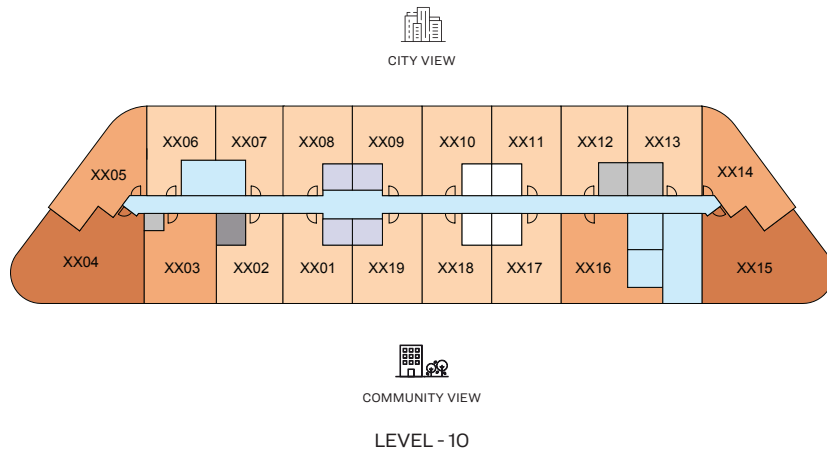 CITY VIEW
XX06 XX07 XX08 XX09 XX10 XX11 XX12 XX13
XX05 XX14
XX04 XX03 XX02 XX01 XX19 XX18 XX17 XX16 XX15
COMMUNITY VIEW
LEVEL - 10